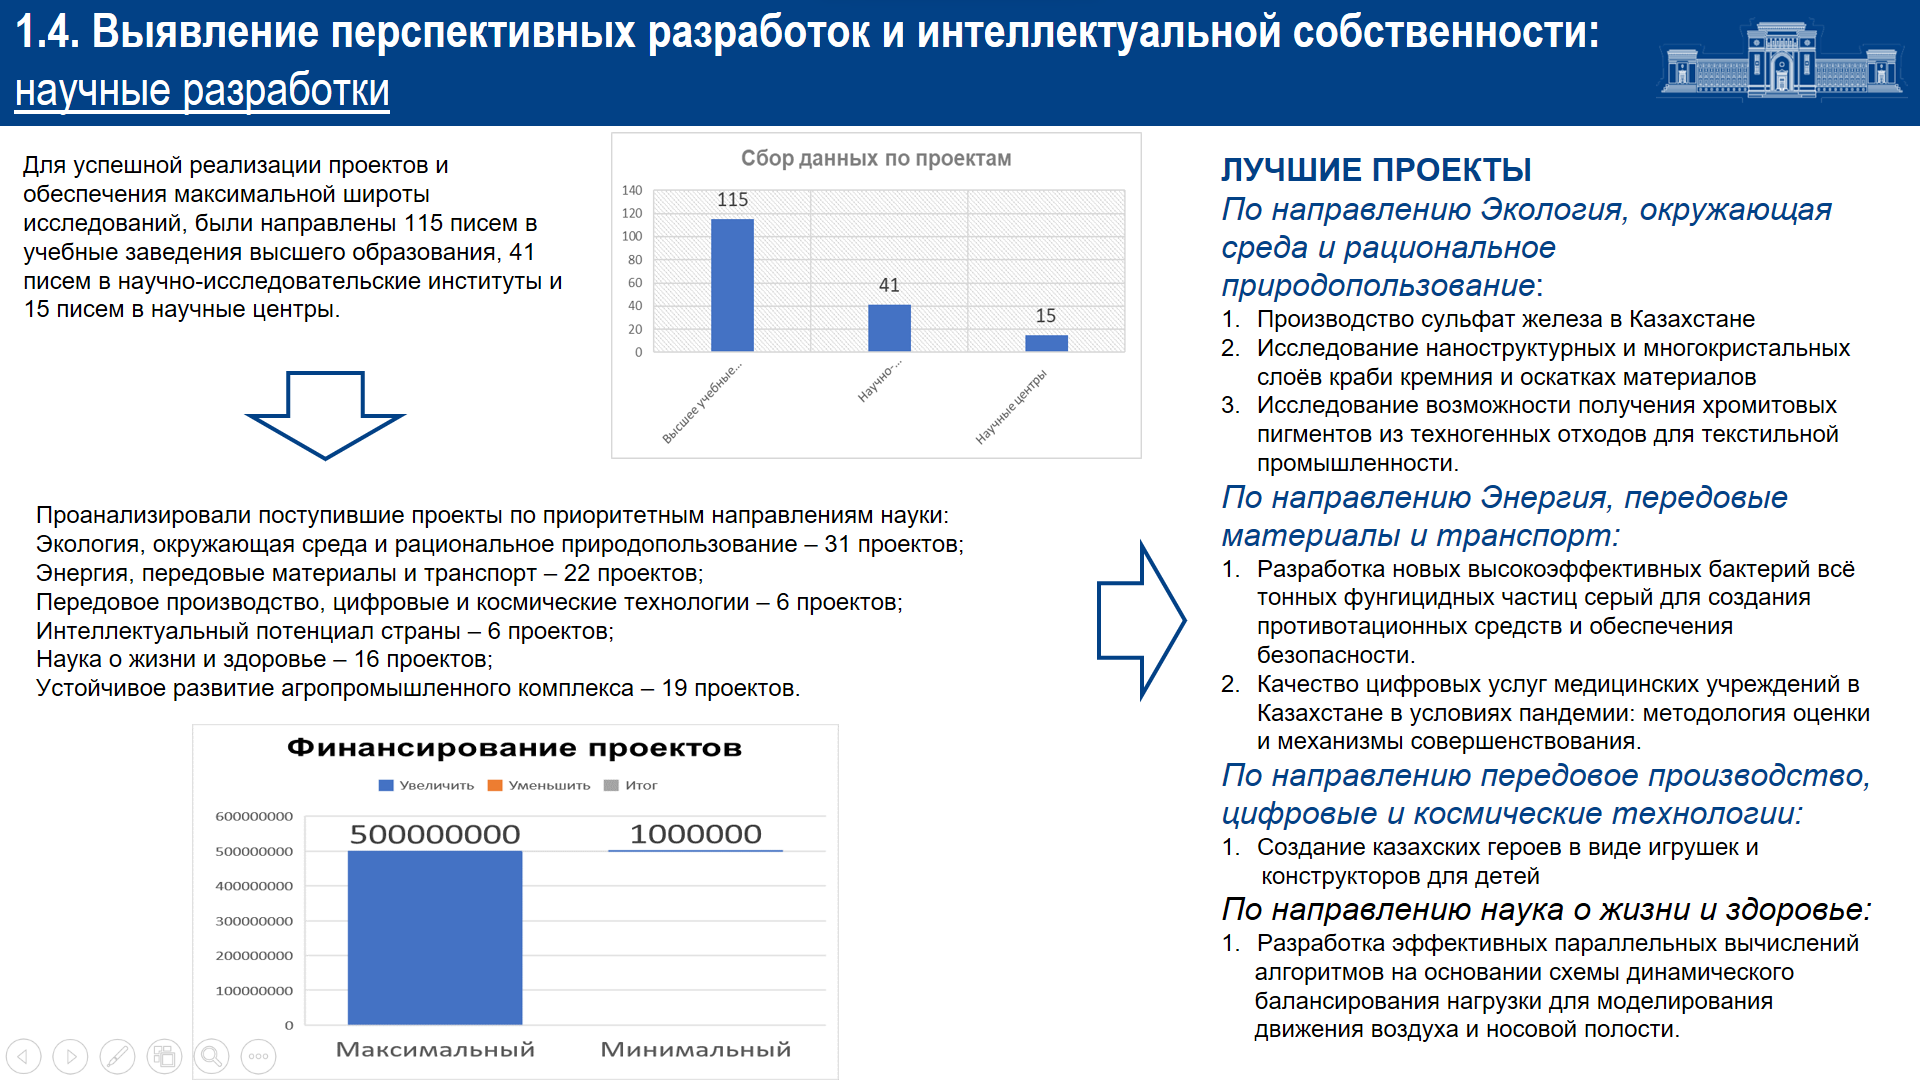 1.4. Выявление перспективных разработок и интеллектуальной собственности:
научные разработки
Для успешной реализации проектов и
обеспечения максимальной широты
исследований, были направлены 115 писем в
учебные заведения высшего образования, 41
писем в научно-исследовательские институты и
15 писем в научные центры.
Сбор данных по проектам
140
120
100
80
60
40
20
0
115
41
15
Высшее учебные...
Научно-...
Научные центры
Проанализировали поступившие проекты по приоритетным направлениям науки:
Экология, окружающая среда и рациональное природопользование – 31 проектов;
Энергия, передовые материалы и транспорт – 22 проектов;
Передовое производство, цифровые и космические технологии – 6 проектов;
Интеллектуальный потенциал страны – 6 проектов;
Наука о жизни и здоровье – 16 проектов;
Устойчивое развитие агропромышленного комплекса – 19 проектов.
Финансирование проектов
Увеличить Уменьшить Итог
600000000
500000000
400000000
300000000
200000000
100000000
0
500000000
1000000
Максимальный
Минимальный
ЛУЧШИЕ ПРОЕКТЫ
По направлению Экология, окружающая
среда и рациональное
природопользование:
1. Производство сульфат железа в Казахстане
2. Исследование наноструктурных и многокристальных
слоёв краби кремния и оскатках материалов
3. Исследование возможности получения хромитовых
пигментов из техногенных отходов для текстильной
промышленности.
По направлению Энергия, передовые
материалы и транспорт:
1. Разработка новых высокоэффективных бактерий всё
тонных фунгицидных частиц серый для создания
противотационных средств и обеспечения
безопасности.
2. Качество цифровых услуг медицинских учреждений в
Казахстане в условиях пандемии: методология оценки
и механизмы совершенствования.
По направлению передовое производство,
цифровые и космические технологии:
1. Создание казахских героев в виде игрушек и
конструкторов для детей
По направлению наука о жизни и здоровье:
1. Разработка эффективных параллельных вычислений
алгоритмов на основании схемы динамического
балансирования нагрузки для моделирования
движения воздуха и носовой полости.